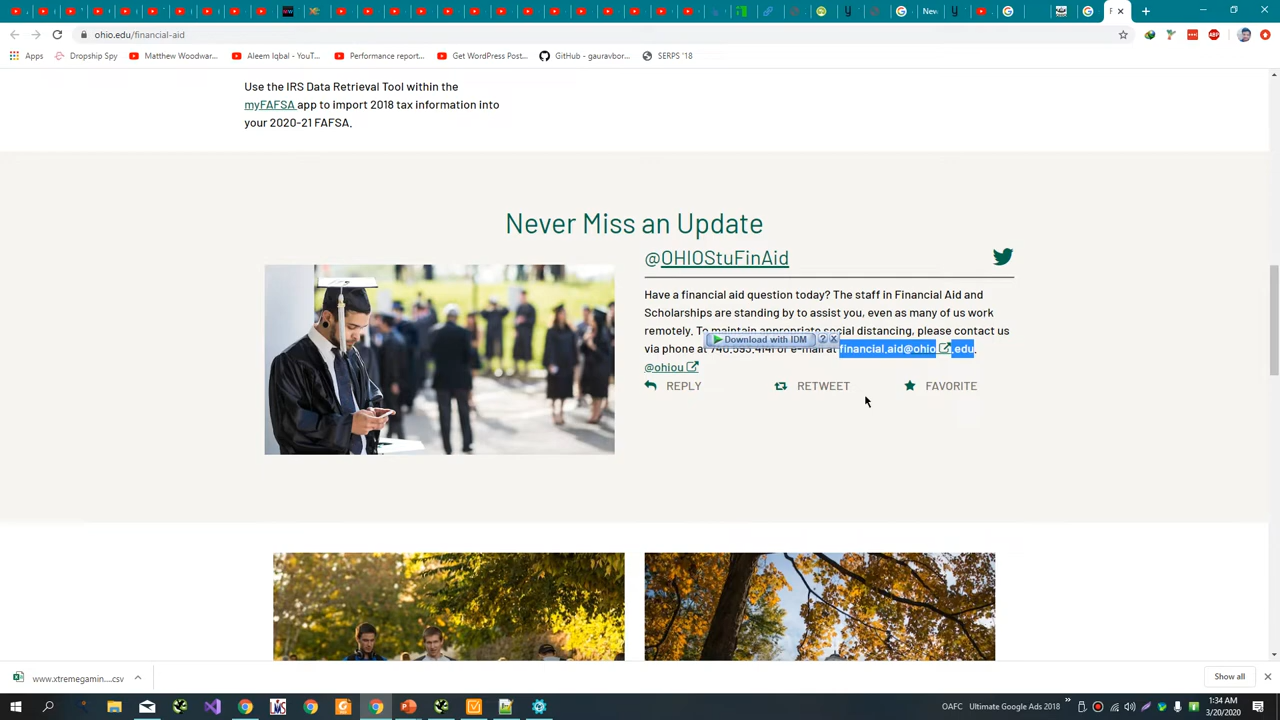 New
F
ohio.edu/financial-aid
Apps
Dropship Spy
Matthew Woodwar...
Aleem Iqbal - YouT...
Performance report...
Get WordPress Post...
GitHub - gauravbor...
SERPS '18
Use the IRS Data Retrieval Tool within the
myFAFSA app to import 2018 tax information into
your 2020-21 FAFSA.
Never Miss an Update
@OHIOStuFinAid
Have a financial aid question today? The staff in Financial Aid and
Scholarships are standing by to assist you, even as many of us work
remotely. To maintain appropriate social distancing, please contact us
Download with IDM ? X
via phone at 740.593.4141 or e-mail at financial.aid@ohio.edu.
@ohiou
REPLY
RETWEET
FAVORITE
www.xtremegamin....csv
Show all
OAFC
Ultimate Google Ads 2018
1:34 AM
3/20/2020